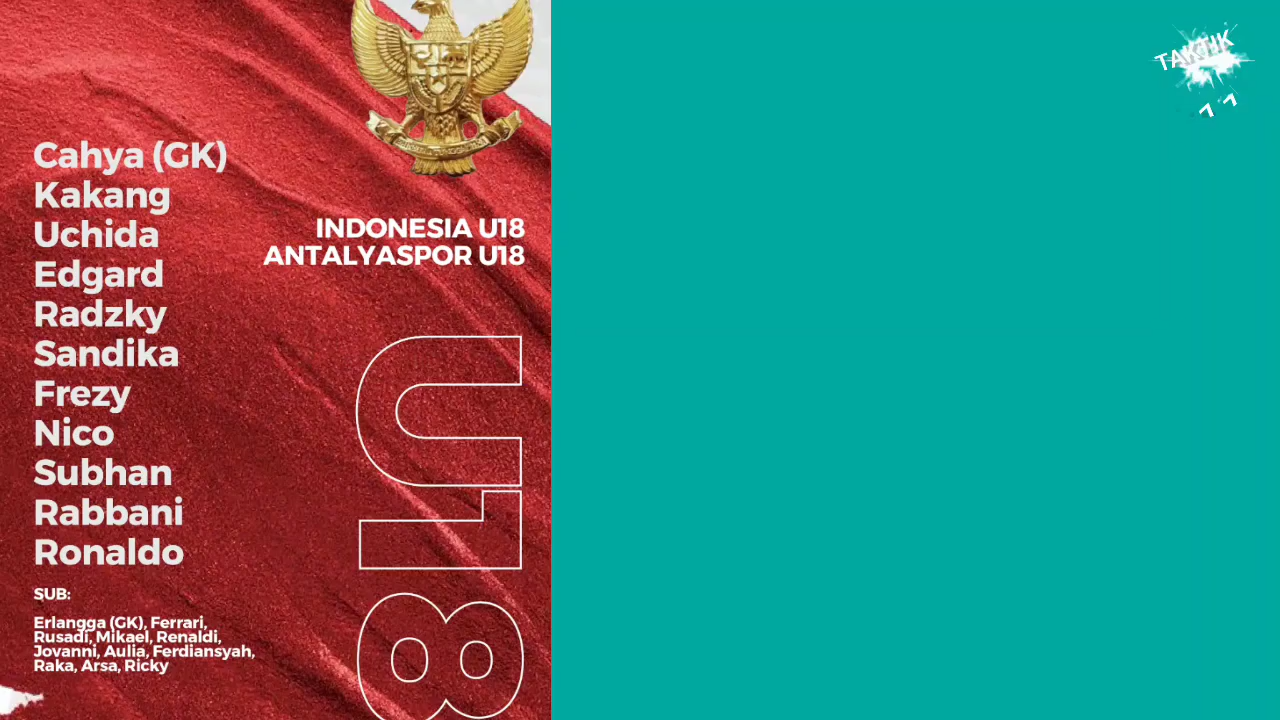 Cahya (GK)
Kakang
Uchida
Edgard
Radzky
Sandika
Frezy
Nico
Subhan
Rabbani
Ronaldo
SUB:
Erlangga (GK), Ferrari,
Rusadi, Mikael, Renaldi,
Jovanni, Aulia, Ferdiansyah,
Raka, Arsa, Ricky
INDONESIA U18
ANTALYASPOR U18
U18
TAKTIK